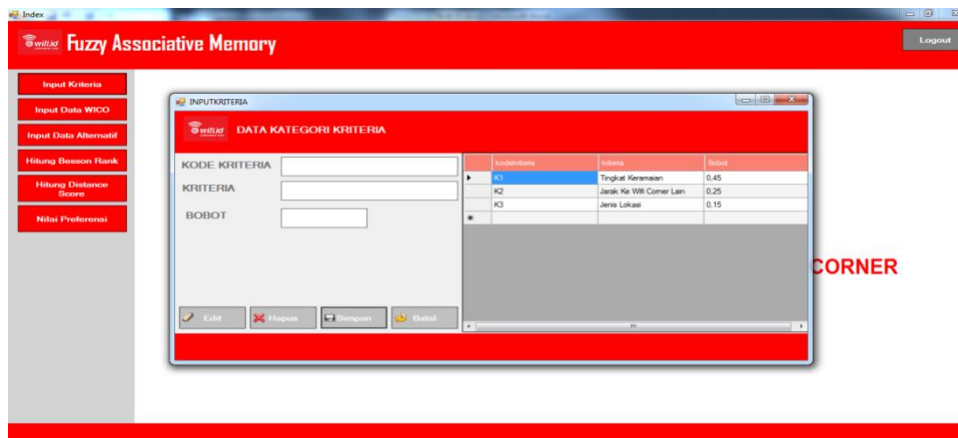 Index
wifi.id Fuzzy Associative Memory
Logout
Input Kriteria
Input Data WICO
Input Data Alternatif
Hitung Besson Rank
Hitung Distance
Score
Nilai Preferensi
INPUTKRITERIA
wifi.id DATA KATEGORI KRITERIA
KODE KRITERIA
KRITERIA
BOBOT
kodekriteria kriteria Bobot
K1 Tingkat Keramaian 0,45
K2 Jarak Ke Wifi Corner Lain 0,25
K3 Jenis Lokasi 0,15
Edit
Hapus
Simpan
Batal
CORNER